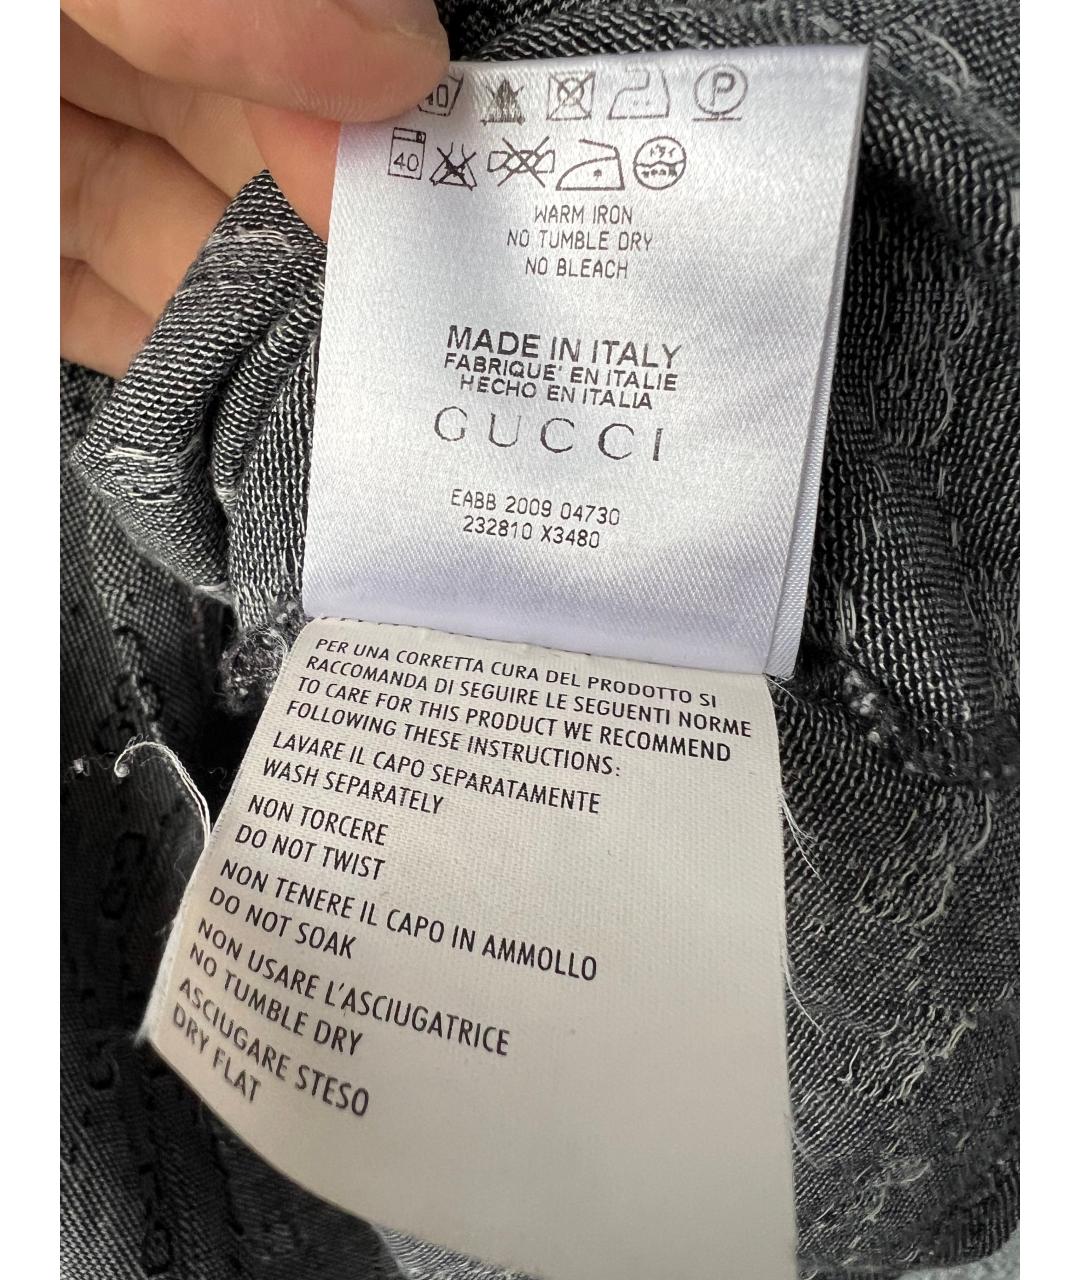 40
P
40
ドライ
WARM IRON
NO TUMBLE DRY
NO BLEACH
MADE IN ITALY
FABRIQUE' EN ITALIE
HECHO EN ITALIA
GUCCI
EABB 2009 04730
232810 X3480
PER UNA CORRETTA CURA DEL PRODOTTO SI
RACCOMANDA DI SEGUIRE LE SEGUENTI NORME
TO CARE FOR THIS PRODUCT WE RECOMMEND
FOLLOWING THESE INSTRUCTIONS:
LAVARE IL CAPO SEPARATAMENTE
WASH SEPARATELY
NON TORCERE
DO NOT TWIST
NON TENERE IL CAPO IN AMMOLLO
DO NOT SOAK
NON USARE L'ASCIUGATRICE
NO TUMBLE DRY
ASCIUGARE STESO
DRY FLAT